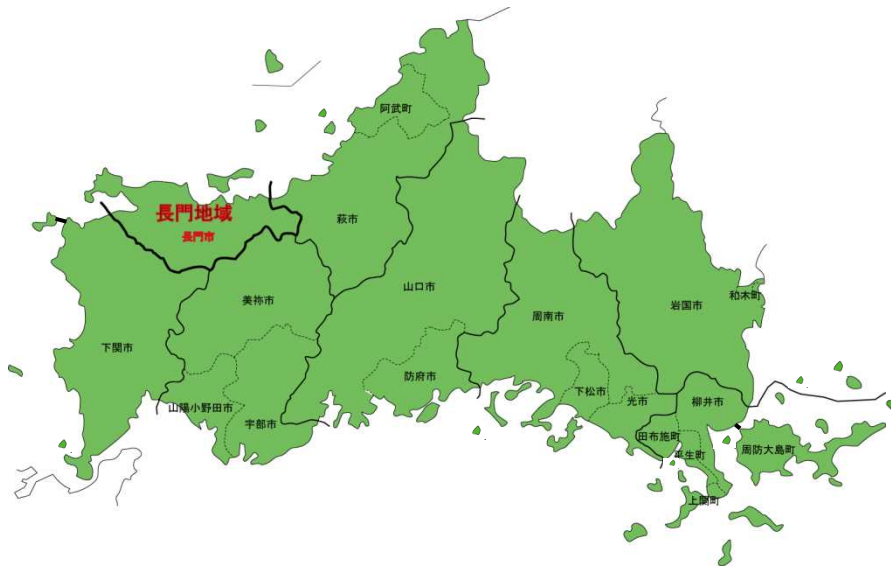 阿武町
長門地域
長門市
萩市
山口市
美祢市
岩国市
和木町
周南市
下関市
防府市
下松市
光市
柳井市
山陽小野田市
宇部市
田布施町
平生町
周防大島町
上関町